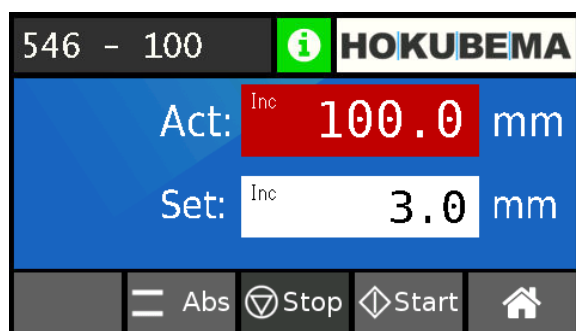 546 - 100 i HOKUBEMA
Act: Inc 100.0 mm
Set: Inc 3.0 mm
Abs Stop Start